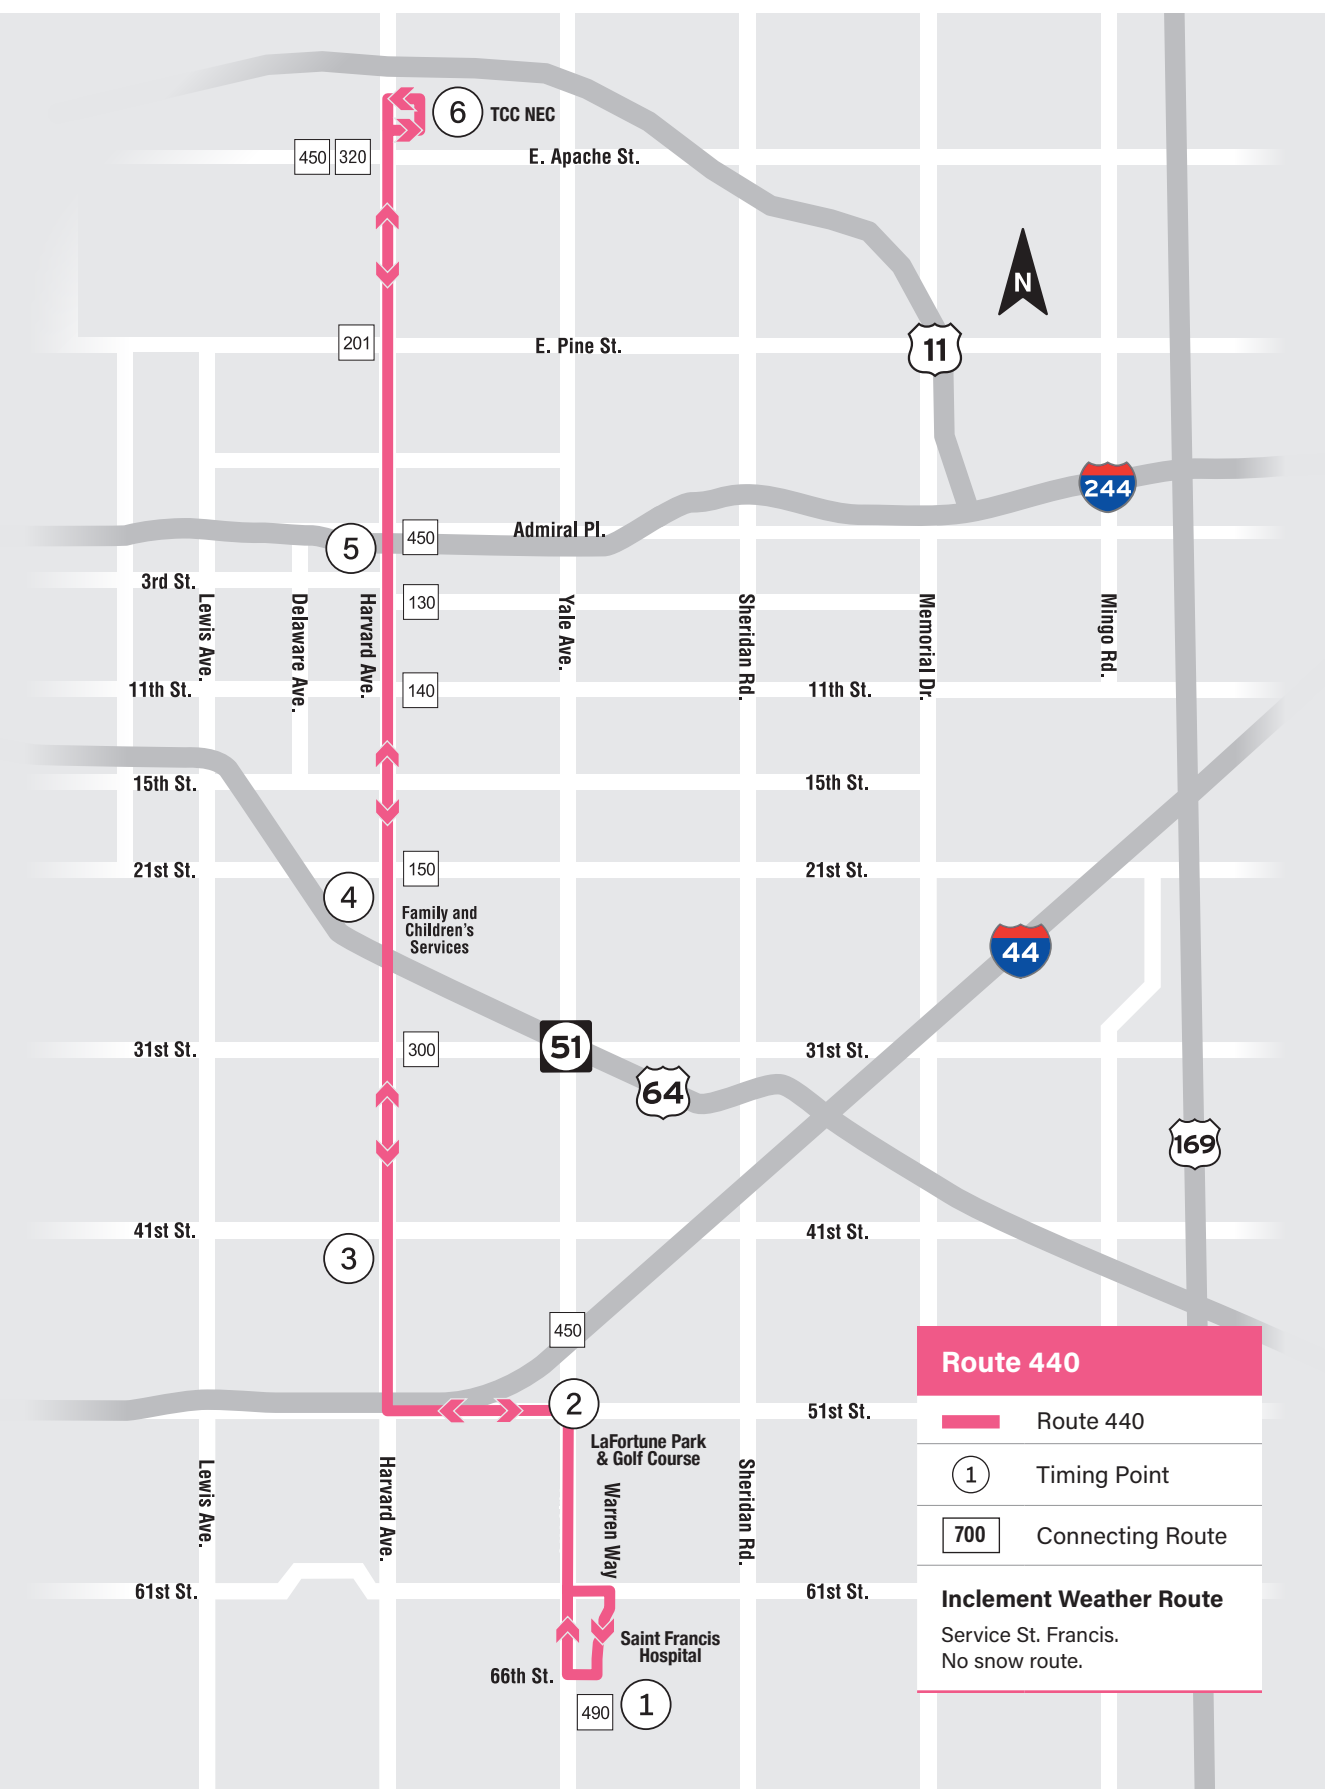 6
TCC NEC
450
320
E. Apache St.
N
201
E. Pine St.
11
244
5
450
Admiral Pl.
3rd St.
130
Lewis Ave.
Delaware Ave.
Harvard Ave.
Yale Ave.
Sheridan Rd.
Memorial Dr.
Mingo Rd.
11th St.
140
11th St.
15th St.
15th St.
21st St.
150
21st St.
4
Family and
Children's
Services
44
31st St.
300
51
31st St.
64
169
41st St.
41st St.
3
450
2
51st St.
LaFortune Park
& Golf Course
Lewis Ave.
Harvard Ave.
Warren Way
Sheridan Rd.
61st St.
61st St.
Saint Francis
Hospital
66th St.
490
1
Route 440
Route 440
1
Timing Point
700
Connecting Route
Inclement Weather Route
Service St. Francis.
No snow route.